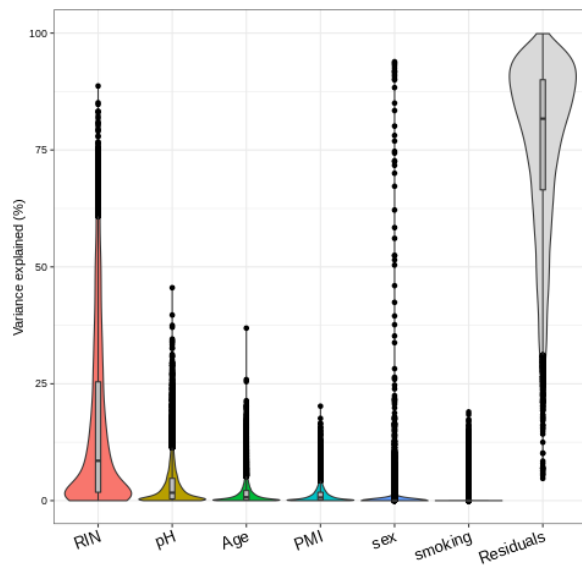 100
75
50
25
0
Variance explained (%)
RIN
pH
Age
PMI
sex
smoking
Residuals